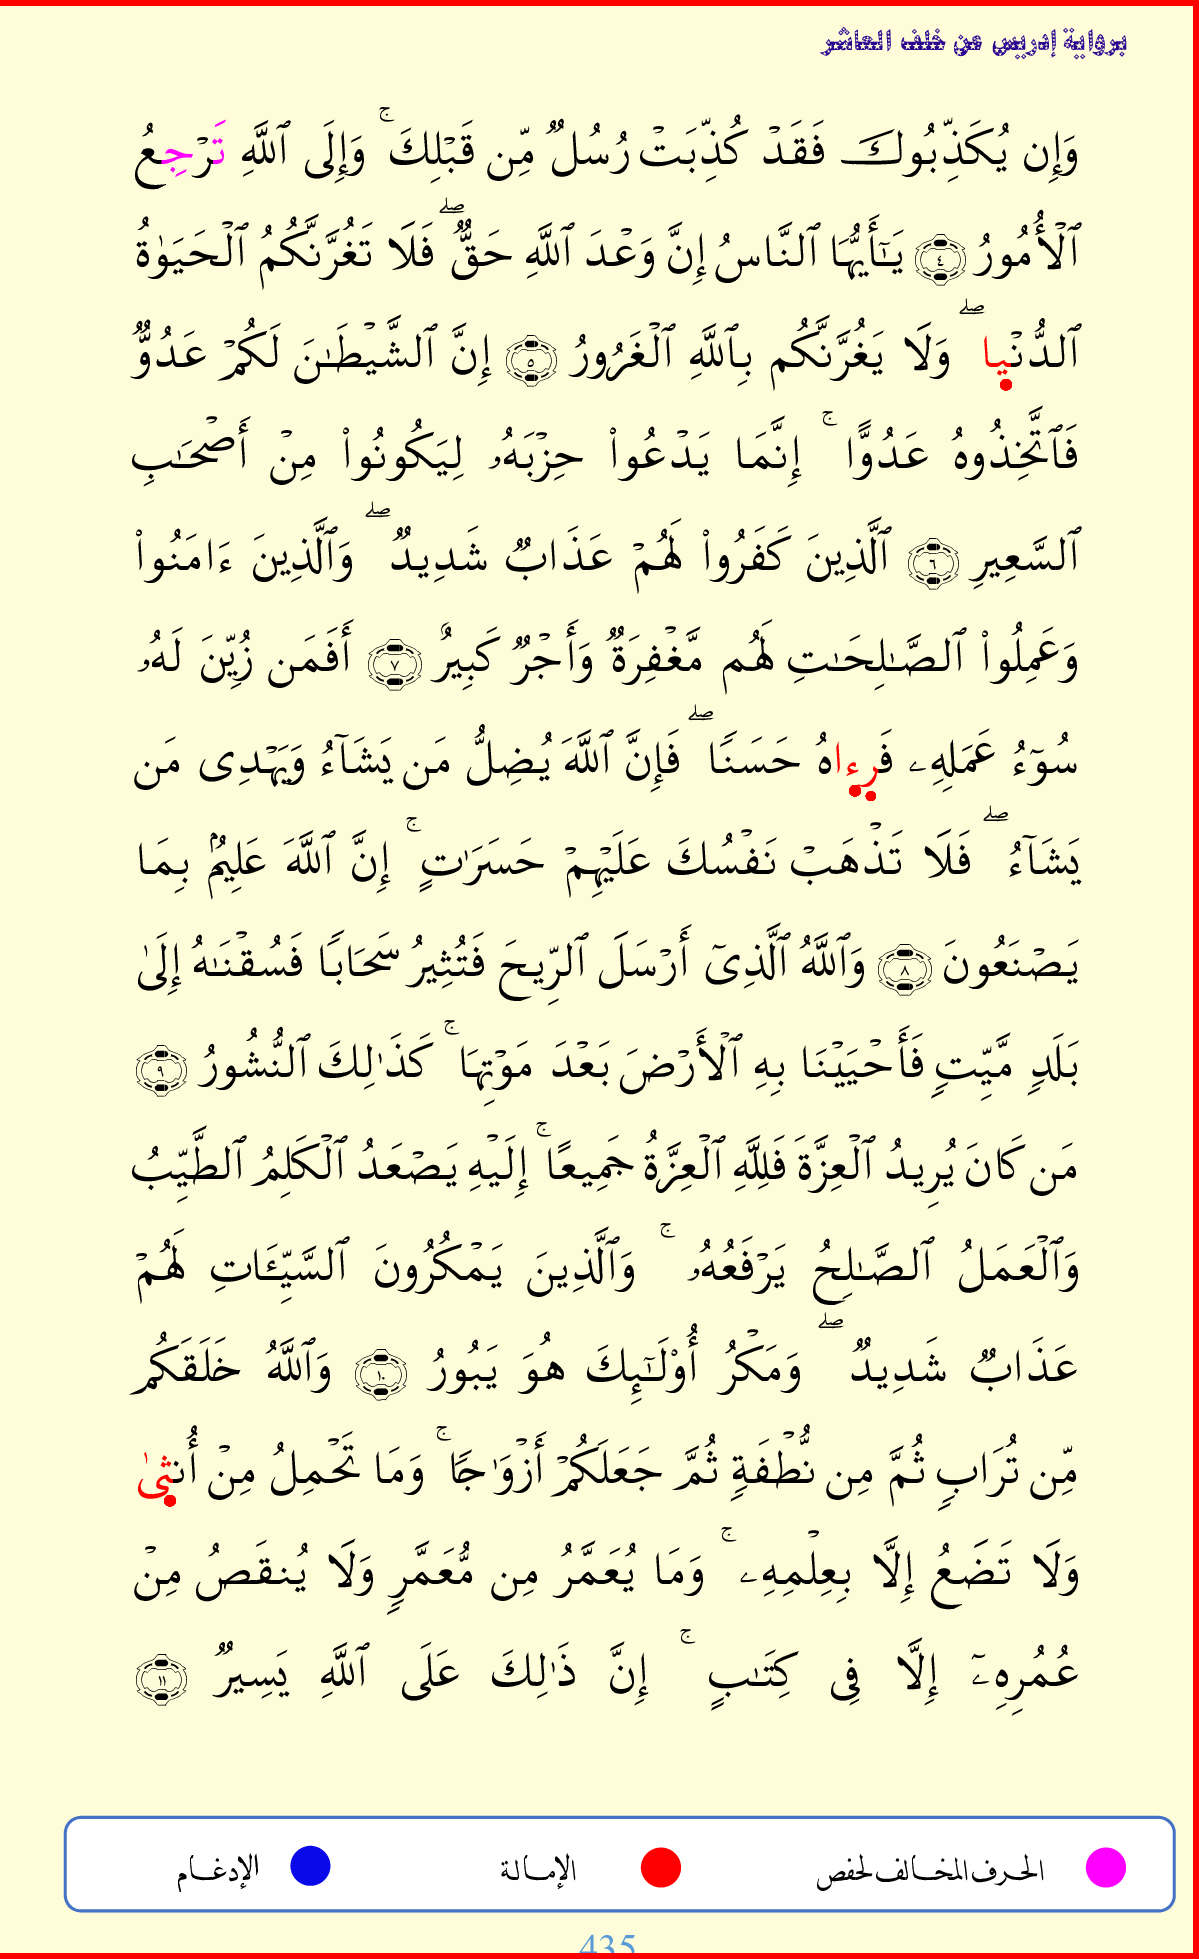 برواية إدريس عن خلف العاشر
وَإِن يُكَذِّبُوكَ فَقَدۡ كُذِّبَتۡ رُسُلٞ مِّن قَبۡلِكَۚ وَإِلَى ٱللَّهِ تَرۡجِعُ
ٱلۡأُمُورُ ٤ يَـٰٓأَيُّهَا ٱلنَّاسُ إِنَّ وَعۡدَ ٱللَّهِ حَقّٞۖ فَلَا تَغُرَّنَّكُمُ ٱلۡحَيَوٰةُ
ٱلدُّنۡيا ۖ وَلَا يَغُرَّنَّكُم بِٱللَّهِ ٱلۡغَرُورُ ٥ إِنَّ ٱلشَّيۡطَـٰنَ لَكُمۡ عَدُوّٞ
فَٱتَّخِذُوهُ عَدُوًّا ۚ إِنَّمَا يَدۡعُواْ حِزۡبَهُۥ لِيَكُونُواْ مِنۡ أَصۡحَـٰبِ
ٱلسَّعِيرِ ٦ ٱلَّذِينَ كَفَرُواْ لَهُمۡ عَذَابٞ شَدِيدٞ ۖ وَٱلَّذِينَ ءَامَنُواْ
وَعَمِلُواْ ٱلصَّـٰلِحَـٰتِ لَهُم مَّغۡفِرَةٞ وَأَجۡرٞ كَبِيرٌ ٧ أَفَمَن زُيِّنَ لَهُۥ
سُوٓءُ عَمَلِهِۦ فَرِءاهُ حَسَنٗا ۖ فَإِنَّ ٱللَّهَ يُضِلُّ مَن يَشَآءُ وَيَهۡدِى مَن
يَشَآءُ ۖ فَلَا تَذۡهَبۡ نَفۡسُكَ عَلَيۡهِمۡ حَسَرَٰتٍ ۚ إِنَّ ٱللَّهَ عَلِيمُۢ بِمَا
يَصۡنَعُونَ ٨ وَٱللَّهُ ٱلَّذِىٓ أَرۡسَلَ ٱلرِّيحَ فَتُثِيرُ سَحَابٗا فَسُقۡنَـٰهُ إِلَىٰ
بَلَدٖ مَّيِّتٖ فَأَحۡيَيۡنَا بِهِ ٱلۡأَرۡضَ بَعۡدَ مَوۡتِهَا ۚ كَذَٰلِكَ ٱلنُّشُورُ ٩
مَن كَانَ يُرِيدُ ٱلۡعِزَّةَ فَلِلَّهِ ٱلۡعِزَّةُ جَمِيعًا ۚ إِلَيۡهِ يَصۡعَدُ ٱلۡكَلِمُ ٱلطَّيِّبُ
وَٱلۡعَمَلُ ٱلصَّـٰلِحُ يَرۡفَعُهُۥ ۚ وَٱلَّذِينَ يَمۡكُرُونَ ٱلسَّيِّـَٔاتِ لَهُمۡ
عَذَابٞ شَدِيدٞ ۖ وَمَكۡرُ أُوْلَـٰٓئِكَ هُوَ يَبُورُ ١٠ وَٱللَّهُ خَلَقَكُم
مِّن تُرَابٖ ثُمَّ مِن نُّطۡفَةٖ ثُمَّ جَعَلَكُمۡ أَزۡوَٰجٗا ۚ وَمَا تَحۡمِلُ مِنۡ أُنثِىٰ
وَلَا تَضَعُ إِلَّا بِعِلۡمِهِۦ ۚ وَمَا يُعَمَّرُ مِن مُّعَمَّرٖ وَلَا يُنقَصُ مِنۡ
عُمُرِهِۦٓ إِلَّا فِى كِتَـٰبٍ ۚ إِنَّ ذَٰلِكَ عَلَى ٱللَّهِ يَسِيرٞ ١١
الحرف المخالف لحفص الإمالة الإدغام
435